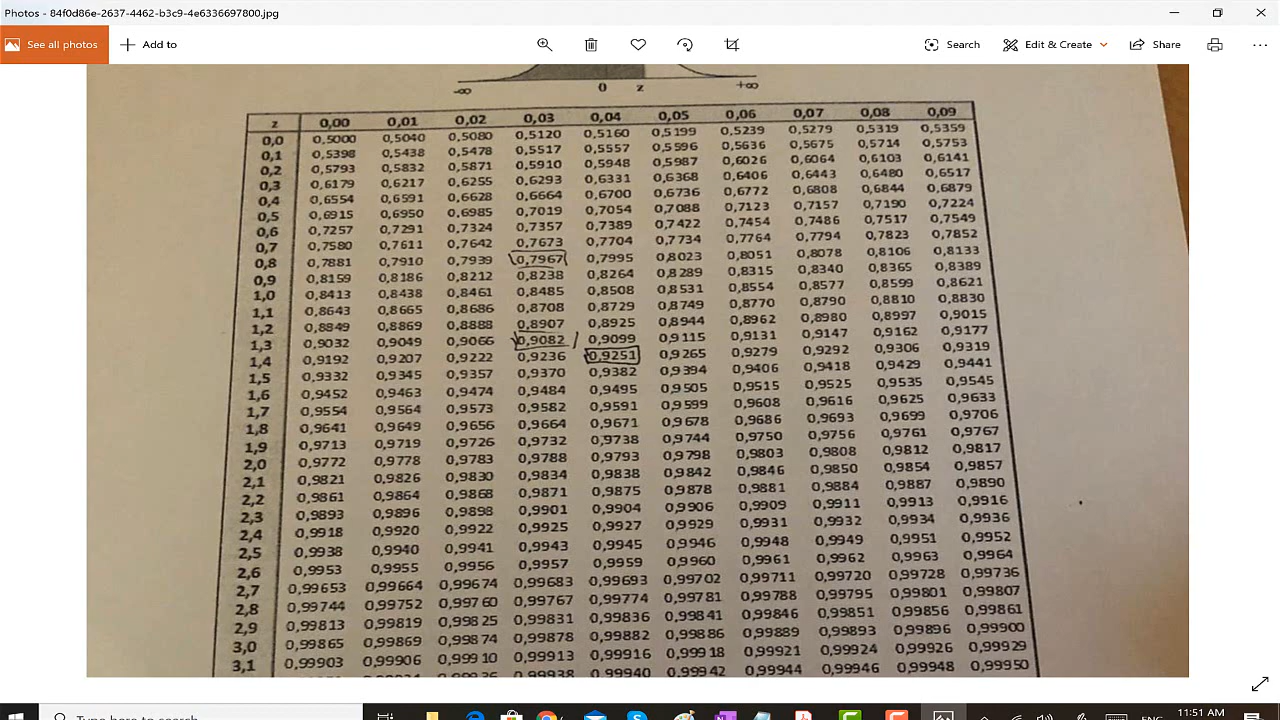 Photos - 84f0d86e-2637-4462-b3c9-4e6336697800.jpg
See all photos Add to Search Edit & Create Share
-∞ 0 z +∞
z 0,00 0,01 0,02 0,03 0,04 0,05 0,06 0,07 0,08 0,09
0,0 0,5000 0,5040 0,5080 0,5120 0,5160 0,5199 0,5239 0,5279 0,5319 0,5359
0,1 0,5398 0,5438 0,5478 0,5517 0,5557 0,5596 0,5636 0,5675 0,5714 0,5753
0,2 0,5793 0,5832 0,5871 0,5910 0,5948 0,5987 0,6026 0,6064 0,6103 0,6141
0,3 0,6179 0,6217 0,6255 0,6293 0,6331 0,6368 0,6406 0,6443 0,6480 0,6517
0,4 0,6554 0,6591 0,6628 0,6664 0,6700 0,6736 0,6772 0,6808 0,6844 0,6879
0,5 0,6915 0,6950 0,6985 0,7019 0,7054 0,7088 0,7123 0,7157 0,7190 0,7224
0,6 0,7257 0,7291 0,7324 0,7357 0,7389 0,7422 0,7454 0,7486 0,7517 0,7549
0,7 0,7580 0,7611 0,7642 0,7673 0,7704 0,7734 0,7764 0,7794 0,7823 0,7852
0,8 0,7881 0,7910 0,7939 0,7967 0,7995 0,8023 0,8051 0,8078 0,8106 0,8133
0,9 0,8159 0,8186 0,8212 0,8238 0,8264 0,8289 0,8315 0,8340 0,8365 0,8389
1,0 0,8413 0,8438 0,8461 0,8485 0,8508 0,8531 0,8554 0,8577 0,8599 0,8621
1,1 0,8643 0,8665 0,8686 0,8708 0,8729 0,8749 0,8770 0,8790 0,8810 0,8830
1,2 0,8849 0,8869 0,8888 0,8907 0,8925 0,8944 0,8962 0,8980 0,8997 0,9015
1,3 0,9032 0,9049 0,9066 0,9082 0,9099 0,9115 0,9131 0,9147 0,9162 0,9177
1,4 0,9192 0,9207 0,9222 0,9236 0,9251 0,9265 0,9279 0,9292 0,9306 0,9319
1,5 0,9332 0,9345 0,9357 0,9370 0,9382 0,9394 0,9406 0,9418 0,9429 0,9441
1,6 0,9452 0,9463 0,9474 0,9484 0,9495 0,9505 0,9515 0,9525 0,9535 0,9545
1,7 0,9554 0,9564 0,9573 0,9582 0,9591 0,9599 0,9608 0,9616 0,9625 0,9633
1,8 0,9641 0,9649 0,9656 0,9664 0,9671 0,9678 0,9686 0,9693 0,9699 0,9706
1,9 0,9713 0,9719 0,9726 0,9732 0,9738 0,9744 0,9750 0,9756 0,9761 0,9767
2,0 0,9772 0,9778 0,9783 0,9788 0,9793 0,9798 0,9803 0,9808 0,9812 0,9817
2,1 0,9821 0,9826 0,9830 0,9834 0,9838 0,9842 0,9846 0,9850 0,9854 0,9857
2,2 0,9861 0,9864 0,9868 0,9871 0,9875 0,9878 0,9881 0,9884 0,9887 0,9890
2,3 0,9893 0,9896 0,9898 0,9901 0,9904 0,9906 0,9909 0,9911 0,9913 0,9916
2,4 0,9918 0,9920 0,9922 0,9925 0,9927 0,9929 0,9931 0,9932 0,9934 0,9936
2,5 0,9938 0,9940 0,9941 0,9943 0,9945 0,9946 0,9948 0,9949 0,9951 0,9952
2,6 0,9953 0,9955 0,9956 0,9957 0,9959 0,9960 0,9961 0,9962 0,9963 0,9964
2,7 0,99653 0,99664 0,99674 0,99683 0,99693 0,99702 0,99711 0,99720 0,99728 0,99736
2,8 0,99744 0,99752 0,99760 0,99767 0,99774 0,99781 0,99788 0,99795 0,99801 0,99807
2,9 0,99813 0,99819 0,99825 0,99831 0,99836 0,99841 0,99846 0,99851 0,99856 0,99861
3,0 0,99865 0,99869 0,99874 0,99878 0,99882 0,99886 0,99889 0,99893 0,99896 0,99900
3,1 0,99903 0,99906 0,99910 0,99913 0,99916 0,99918 0,99921 0,99924 0,99926 0,99929
0,99938 0,99940 0,99942 0,99944 0,99946 0,99948 0,99950
Type here to search
ENG 11:51 AM